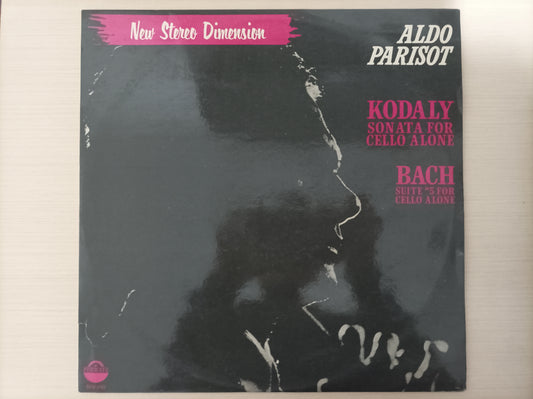 New Stereo Dimension
ALDO
PARISOT
KODALY
SONATA FOR
CELLO ALONE
BACH
SUITE #5 FOR
CELLO ALONE